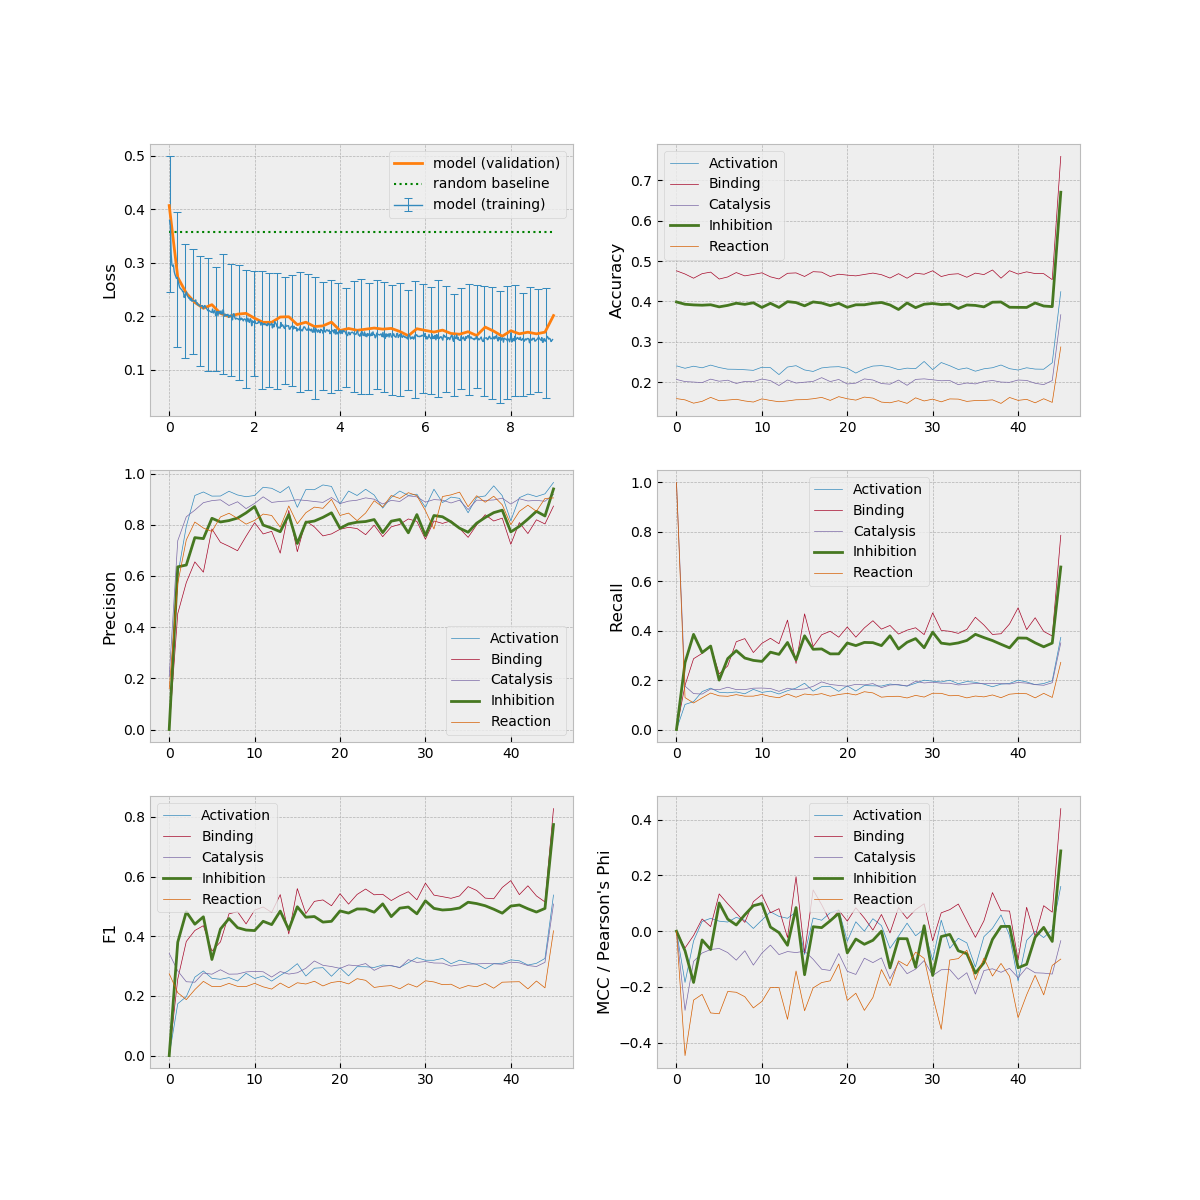 0.5
0.4
0.3
0.2
0.1
0
2
4
6
8
Loss
model (validation)
random baseline
model (training)
0.7
0.6
0.5
0.4
0.3
0.2
0
10
20
30
40
Accuracy
Activation
Binding
Catalysis
Inhibition
Reaction
1.0
0.8
0.6
0.4
0.2
0.0
0
10
20
30
40
Precision
Activation
Binding
Catalysis
Inhibition
Reaction
1.0
0.8
0.6
0.4
0.2
0.0
0
10
20
30
40
Recall
Activation
Binding
Catalysis
Inhibition
Reaction
0.8
0.6
0.4
0.2
0.0
0
10
20
30
40
F1
Activation
Binding
Catalysis
Inhibition
Reaction
0.4
0.2
0.0
−0.2
−0.4
0
10
20
30
40
MCC / Pearson's Phi
Activation
Binding
Catalysis
Inhibition
Reaction